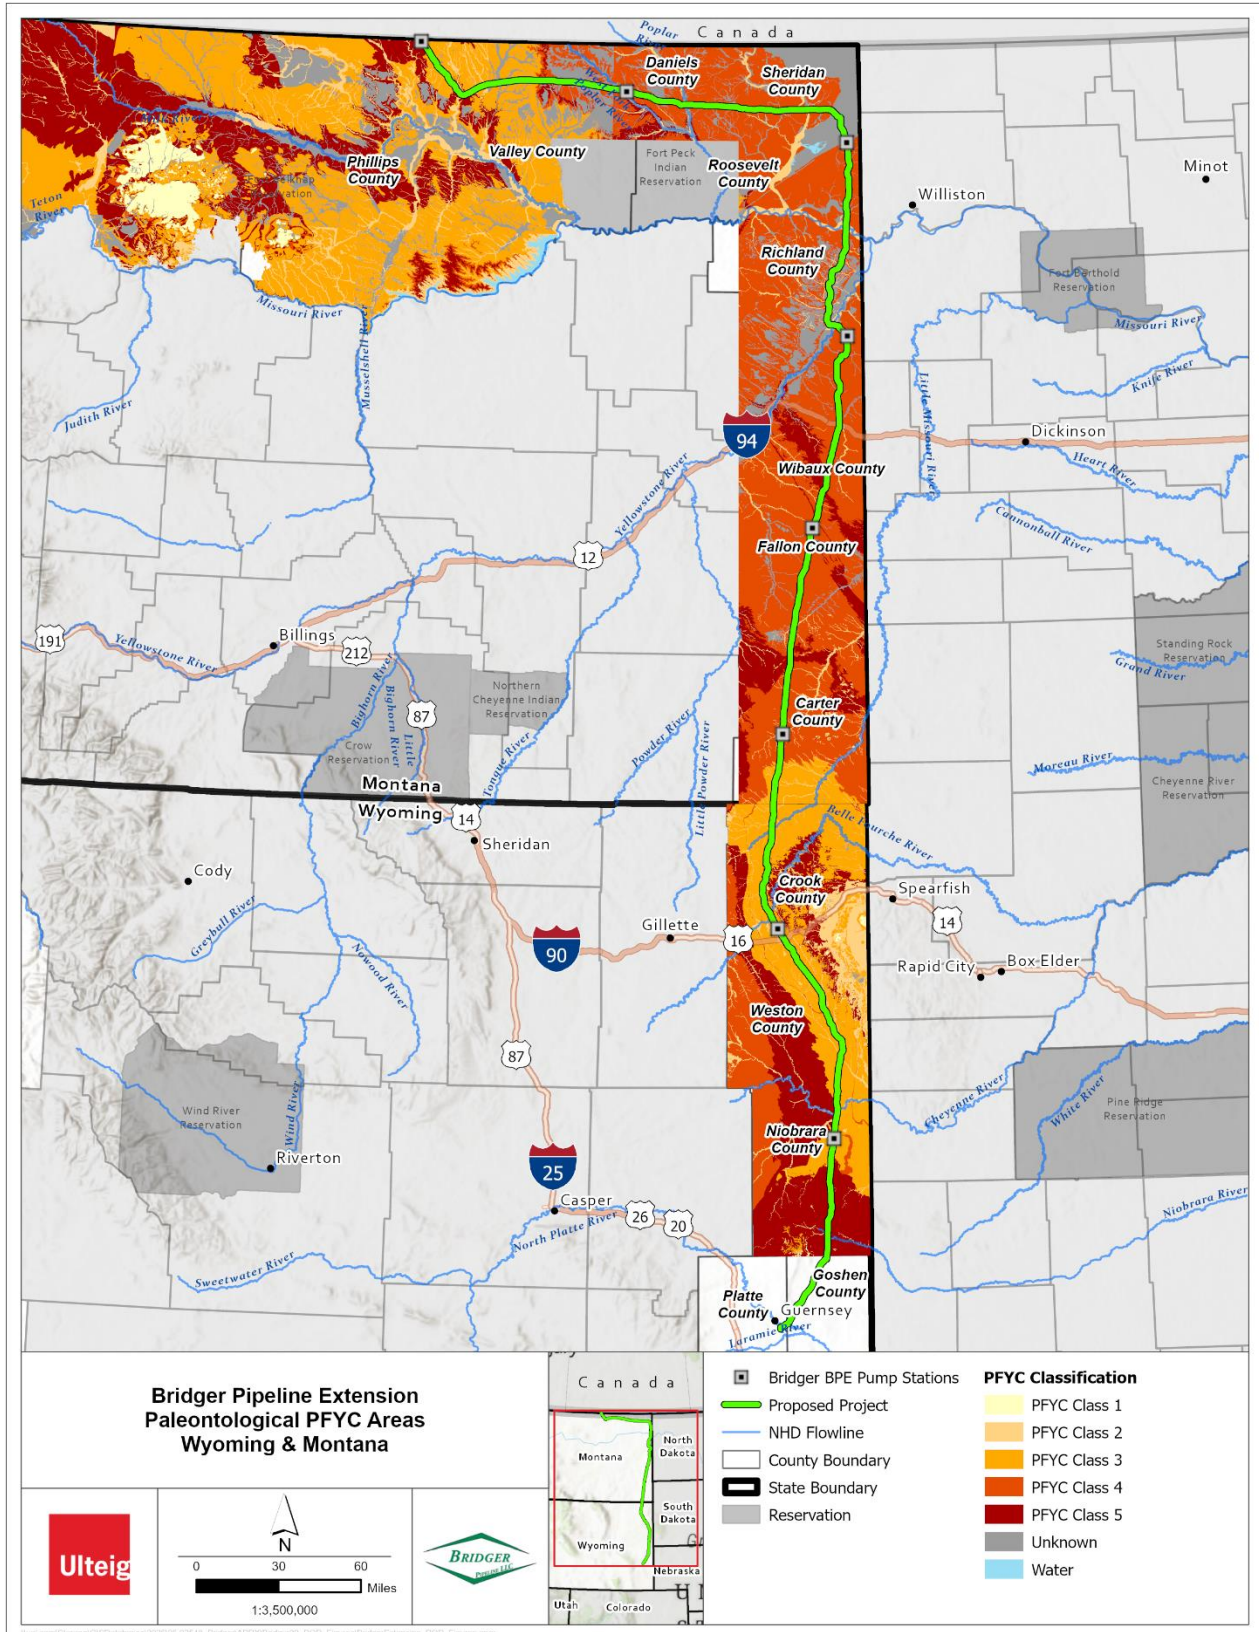 Canada
Poplar
River
Daniels
County
Sheridan
County
West Fork
Poplar River
Milk River
Phillips
County
Valley County
Fort Peck
Indian
Reservation
Roosevelt
County
Minot
Williston
Teton
River
Reservation
Richland
County
Fort Berthold
Reservation
Missouri River
Missouri River
Musselshell River
Judith River
Little Missouri River
Knife River
94
Dickinson
Heart River
Wibaux County
Yellowstone River
Cannonball River
12
Fallon County
191
Billings
Yellowstone River
212
Standing Rock
Reservation
Grand River
Northern
Cheyenne Indian
Reservation
Bighorn River
Little
Bighorn River
87
Crow
Reservation
Carter
County
Tongue River
Powder River
Little Powder River
Moreau River
Cheyenne River
Reservation
Montana
Wyoming
14
Sheridan
Belle Fourche River
Cody
Crook
County
Spearfish
Greybull River
Gillette
16
14
90
Nowood River
Rapid City
Box Elder
Weston
County
87
Wind River
Reservation
Wind River
Cheyenne River
White River
Pine Ridge
Reservation
Niobrara
County
Riverton
25
Casper
26
20
North Platte River
Niobrara River
Sweetwater River
Goshen
County
Platte
County
Guernsey
Laramie River
Bridger Pipeline Extension
Paleontological PFYC Areas
Wyoming & Montana
Ulteig
N
0 30 60
Miles
1:3,500,000
BRIDGER
PIPELINE LLC
Canada
Montana
North
Dakota
South
Dakota
Wyoming
Nebraska
Utah
Colorado
Bridger BPE Pump Stations
Proposed Project
NHD Flowline
County Boundary
State Boundary
Reservation
PFYC Classification
PFYC Class 1
PFYC Class 2
PFYC Class 3
PFYC Class 4
PFYC Class 5
Unknown
Water